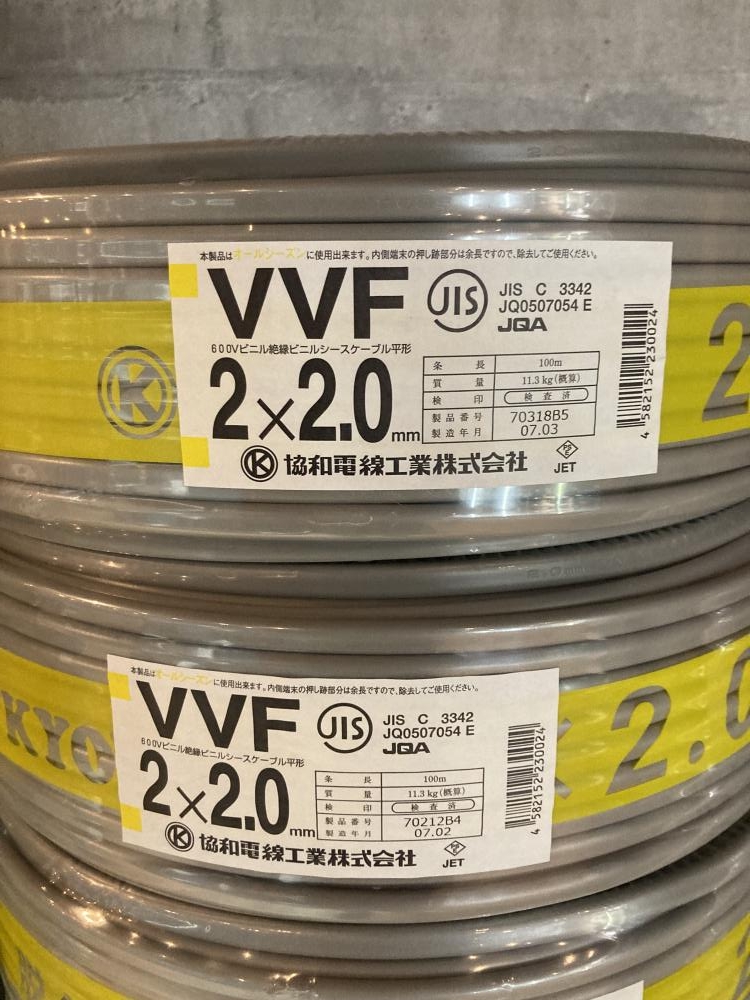 本製品はオールシーズンに使用出来ます。内側端末の押し跡部分は余長ですので、除去してご使用ください。
VVF
JIS
JIS C 3342
JQ0507054 E
JQA
600Vビニル絶縁ビニルシースケーブル平形
2×2.0mm
条長 100m
質量 11.3kg(概算)
検印 検査済
製品番号 70318B5
製造年月 07.03
K 協和電線工業株式会社
PSE
JET
4 582152 230024
K
2
本製品はオールシーズンに使用出来ます。内側端末の押し跡部分は余長ですので、除去してご使用ください。
VVF
JIS
JIS C 3342
JQ0507054 E
JQA
600Vビニル絶縁ビニルシースケーブル平形
2×2.0mm
条長 100m
質量 11.3kg(概算)
検印 検査済
製品番号 70212B4
製造年月 07.02
K 協和電線工業株式会社
PSE
JET
4 582152 230024
KYO
× 2.0